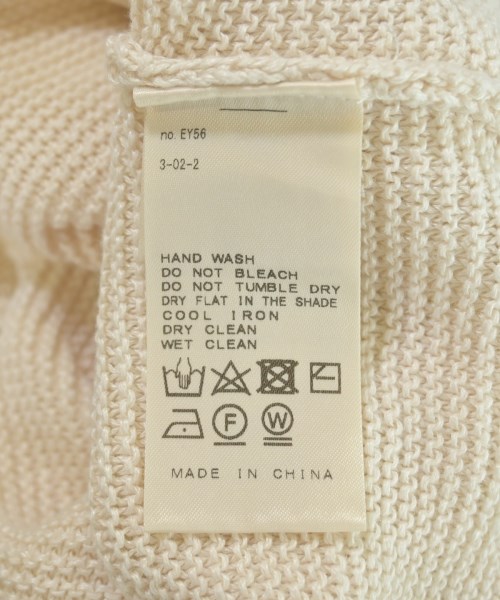 no. EY56
3-02-2
HAND WASH
DO NOT BLEACH
DO NOT TUMBLE DRY
DRY FLAT IN THE SHADE
COOL IRON
DRY CLEAN
WET CLEAN
F W
MADE IN CHINA